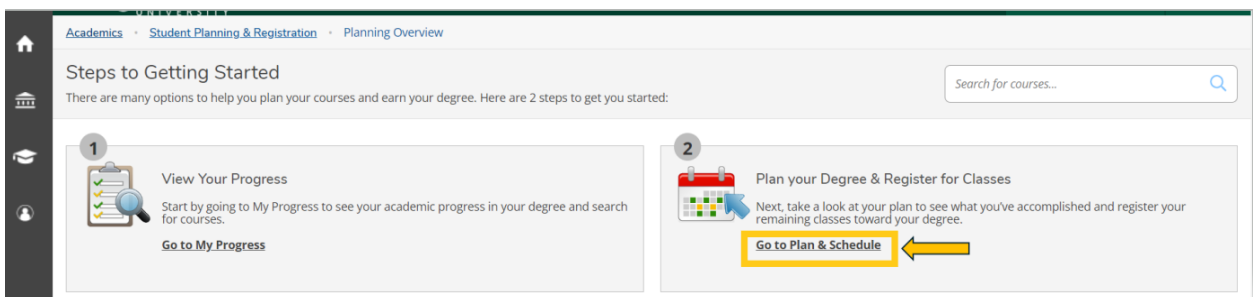 UNIVERSITY
Academics · Student Planning & Registration · Planning Overview
Steps to Getting Started
There are many options to help you plan your courses and earn your degree. Here are 2 steps to get you started:
Search for courses...
1
View Your Progress
Start by going to My Progress to see your academic progress in your degree and search
for courses.
Go to My Progress
2
Plan your Degree & Register for Classes
Next, take a look at your plan to see what you've accomplished and register your
remaining classes toward your degree.
Go to Plan & Schedule